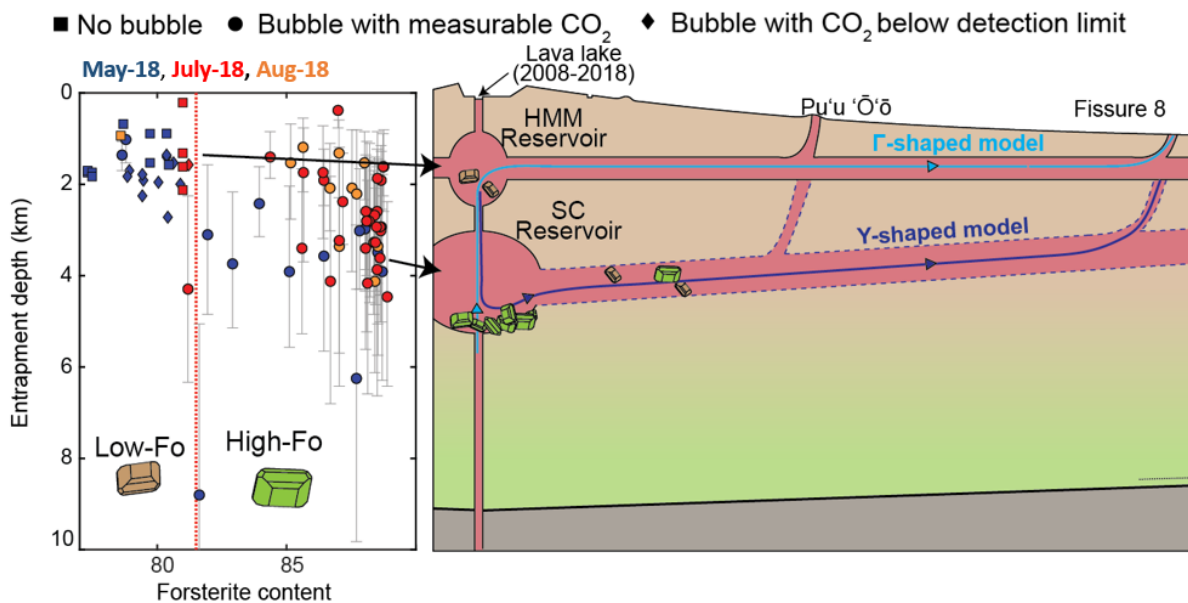 No bubble
Bubble with measurable CO2
Bubble with CO2 below detection limit
May-18, July-18, Aug-18
Lava lake
(2008-2018)
0
2
4
6
8
10
Entrapment depth (km)
Low-Fo
High-Fo
80
85
Forsterite content
HMM
Reservoir
Puʻu ʻŌʻō
Fissure 8
Γ-shaped model
SC
Reservoir
Y-shaped model